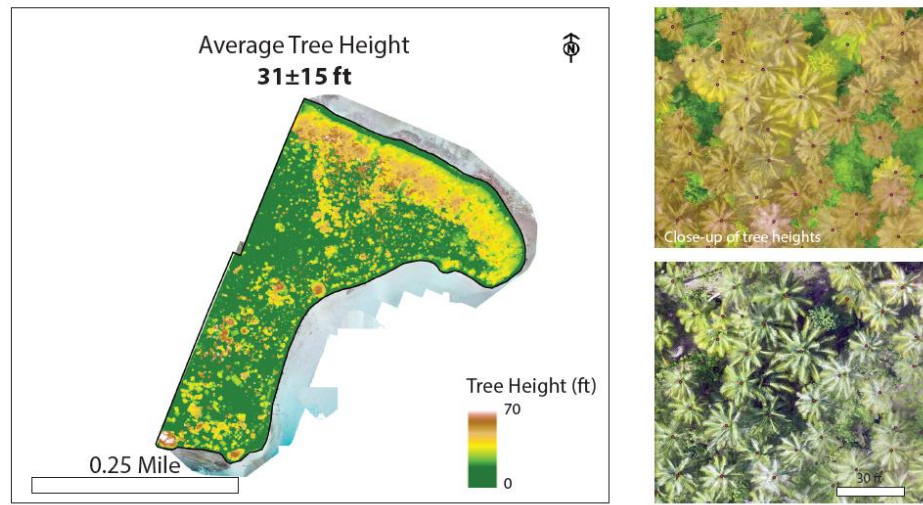 Average Tree Height
31±15 ft
N
Tree Height (ft)
70
0
0.25 Mile
Close-up of tree heights
30 ft